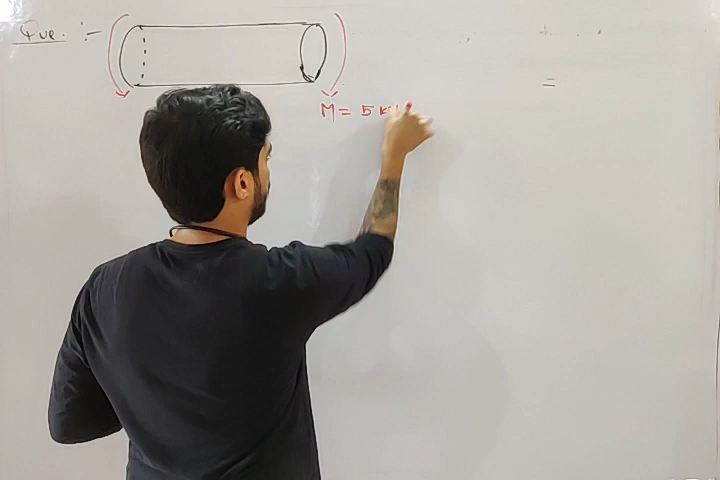 Que. :-
M = 5 k
=